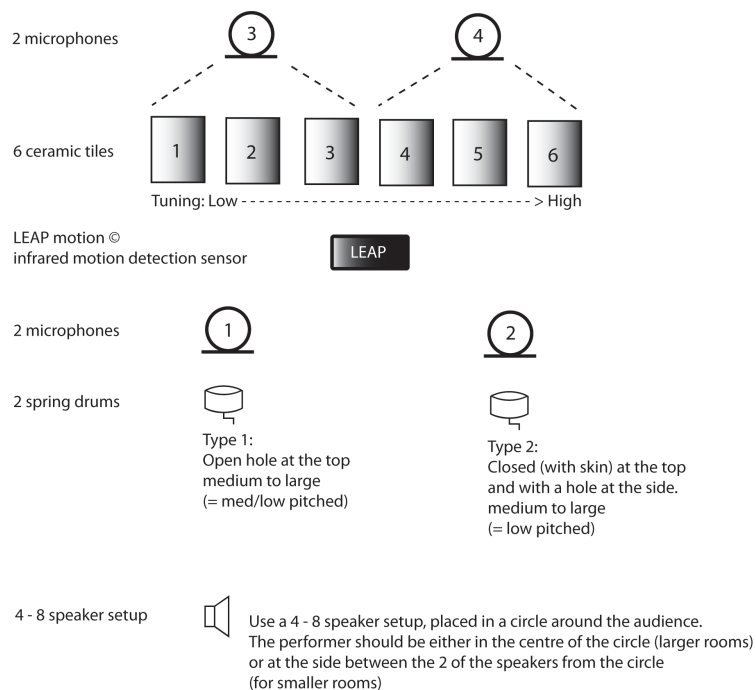 2 microphones
3
4
6 ceramic tiles
1
2
3
4
5
6
Tuning: Low - - - - - - - - - - - - - - - - - - - - - - - - - - - - - - - - > High
LEAP motion ©
infrared motion detection sensor
LEAP
2 microphones
1
2
2 spring drums
Type 1:
Open hole at the top
medium to large
(= med/low pitched)
Type 2:
Closed (with skin) at the top
and with a hole at the side.
medium to large
(= low pitched)
4 - 8 speaker setup
Use a 4 - 8 speaker setup, placed in a circle around the audience.
The performer should be either in the centre of the circle (larger rooms)
or at the side between the 2 of the speakers from the circle
(for smaller rooms)